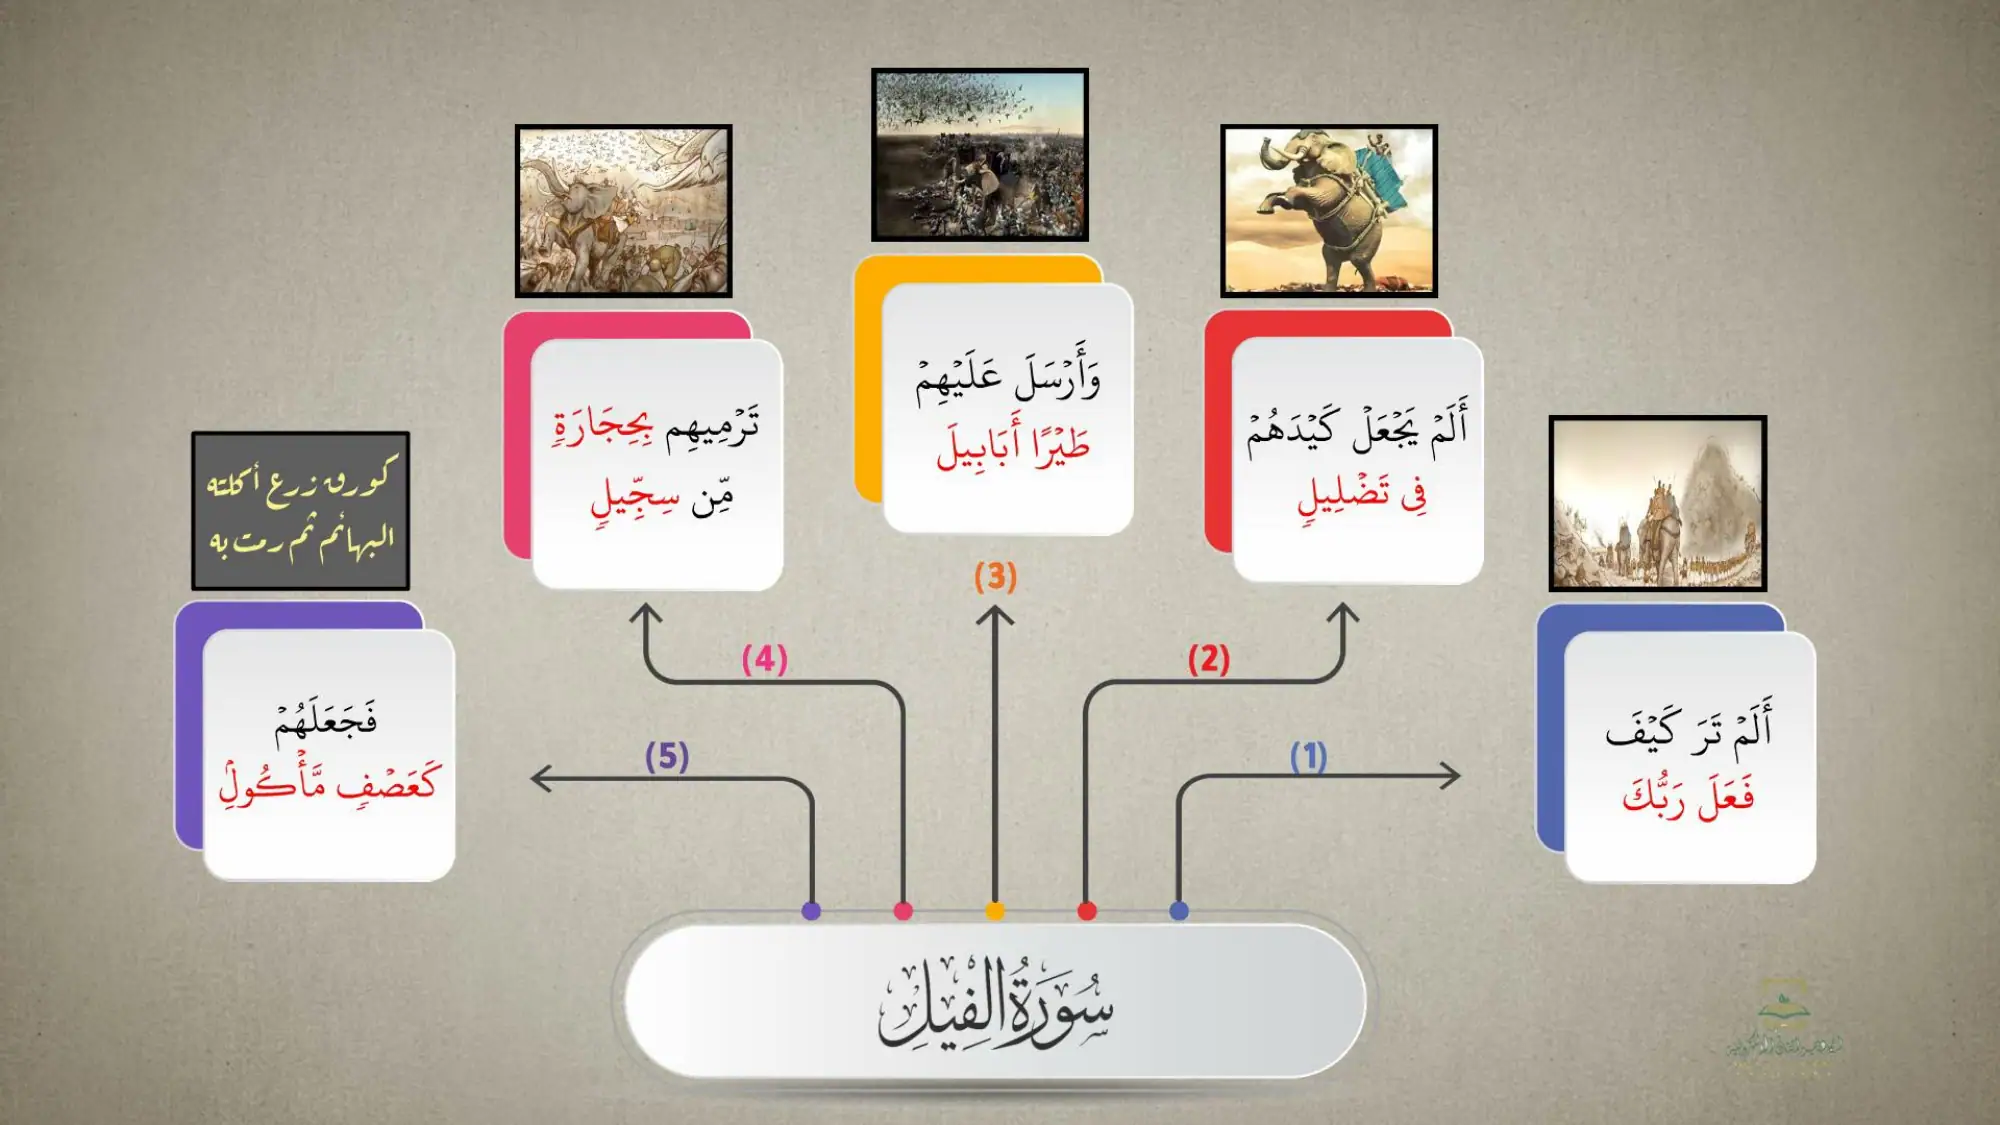 أَلَمۡ تَرَ كَيۡفَ
فَعَلَ رَبُّكَ
(1)
أَلَمۡ يَجۡعَلۡ كَيۡدَهُمۡ
فِي تَضۡلِيلٖ
(2)
وَأَرۡسَلَ عَلَيۡهِمۡ
طَيۡرًا أَبَابِيلَ
(3)
تَرۡمِيهِم بِحِجَارَةٖ
مِّن سِجِّيلٖ
(4)
كورق زرع أكلته
البهائم ثم رمت به
فَجَعَلَهُمۡ
كَعَصۡفٖ مَّأۡكُولِۭ
(5)
سُورَةُ الْفِيلِ